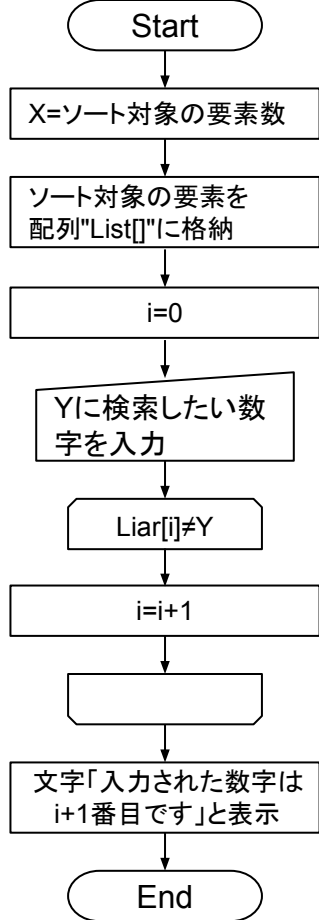 Start
X=ソート対象の要素数
ソート対象の要素を
配列"List[]"に格納
i=0
Yに検索したい数
字を入力
Liar[i]≠Y
i=i+1
文字「入力された数字は
i+1番目です」と表示
End